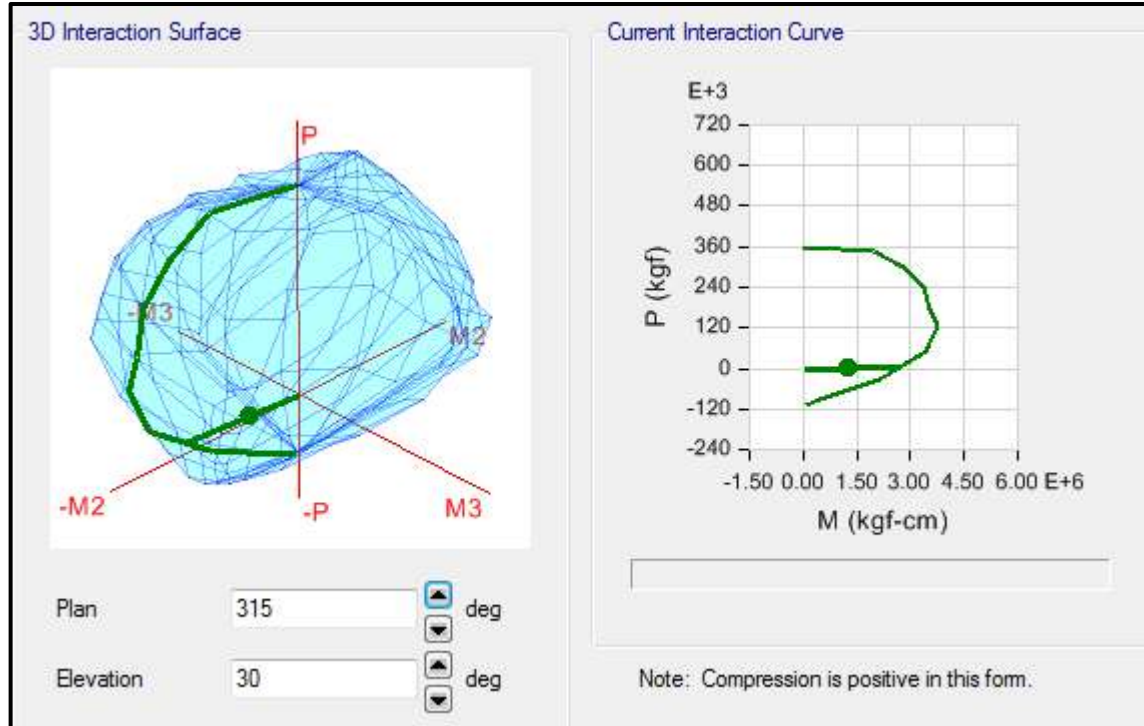 3D Interaction Surface
P
-M3
M2
-M2
-P
M3
Plan
315
deg
Elevation
30
deg
Current Interaction Curve
E+3
720
600
480
360
240
120
0
-120
-240
P (kgf)
-1.50 0.00 1.50 3.00 4.50 6.00 E+6
M (kgf-cm)
Note: Compression is positive in this form.